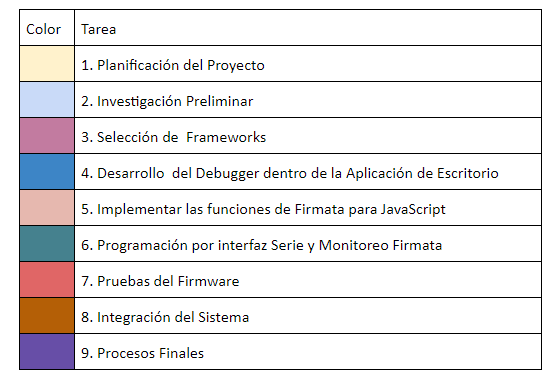 Color Tarea
1. Planificación del Proyecto
2. Investigación Preliminar
3. Selección de  Frameworks
4. Desarrollo  del Debugger dentro de la Aplicación de Escritorio
5. Implementar las funciones de Firmata para JavaScript
6. Programación por interfaz Serie y Monitoreo Firmata
7. Pruebas del Firmware
8. Integración del Sistema
9. Procesos Finales